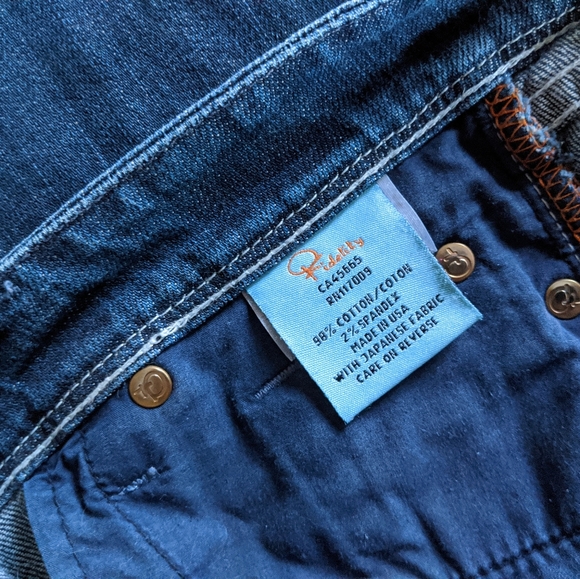 Fidelity
CA45665
RN117009
98% COTTON/COTON
2% SPANDEX
MADE IN USA
WITH JAPANESE FABRIC
CARE ON REVERSE